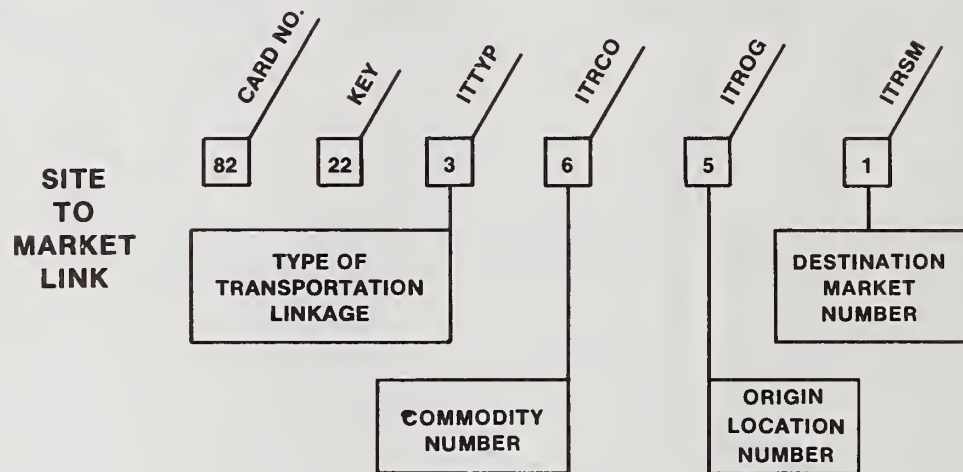 CARD NO.
KEY
ITTYP
ITRCO
ITROG
ITRSM
82
22
3
6
5
1
SITE
TO
MARKET
LINK
TYPE OF
TRANSPORTATION
LINKAGE
DESTINATION
MARKET
NUMBER
COMMODITY
NUMBER
ORIGIN
LOCATION
NUMBER